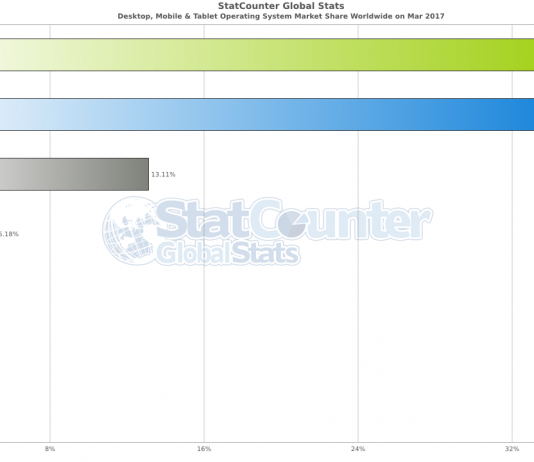 StatCounter Global Stats
Desktop, Mobile & Tablet Operating System Market Share Worldwide on Mar 2017
13.11%
5.18%
StatCounter
GlobalStats
8%
16%
24%
32%